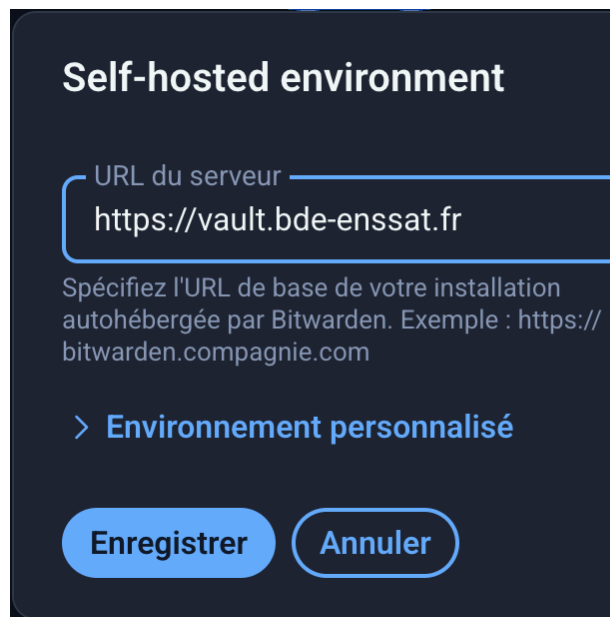 Self-hosted environment
URL du serveur
https://vault.bde-enssat.fr
Spécifiez l'URL de base de votre installation
autohébergée par Bitwarden. Exemple : https://
bitwarden.compagnie.com
Environnement personnalisé
Enregistrer
Annuler